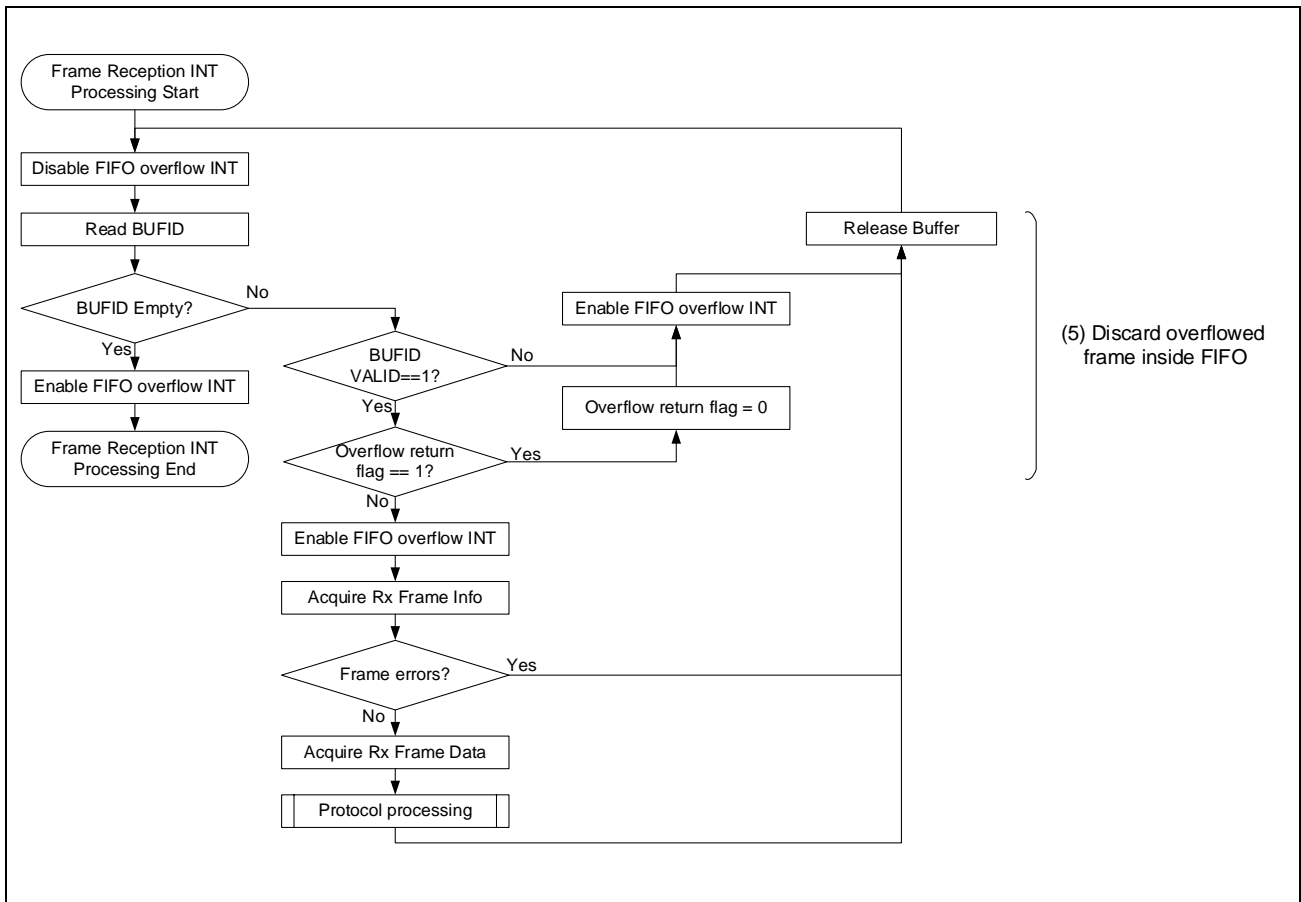 Frame Reception INT
Processing Start
Disable FIFO overflow INT
Read BUFID
BUFID Empty?
No
Yes
Enable FIFO overflow INT
Frame Reception INT
Processing End
BUFID
VALID==1?
No
Yes
Overflow return
flag == 1?
Yes
No
Enable FIFO overflow INT
Overflow return flag = 0
Release Buffer
(5) Discard overflowed
frame inside FIFO
Enable FIFO overflow INT
Acquire Rx Frame Info
Frame errors?
Yes
No
Acquire Rx Frame Data
Protocol processing